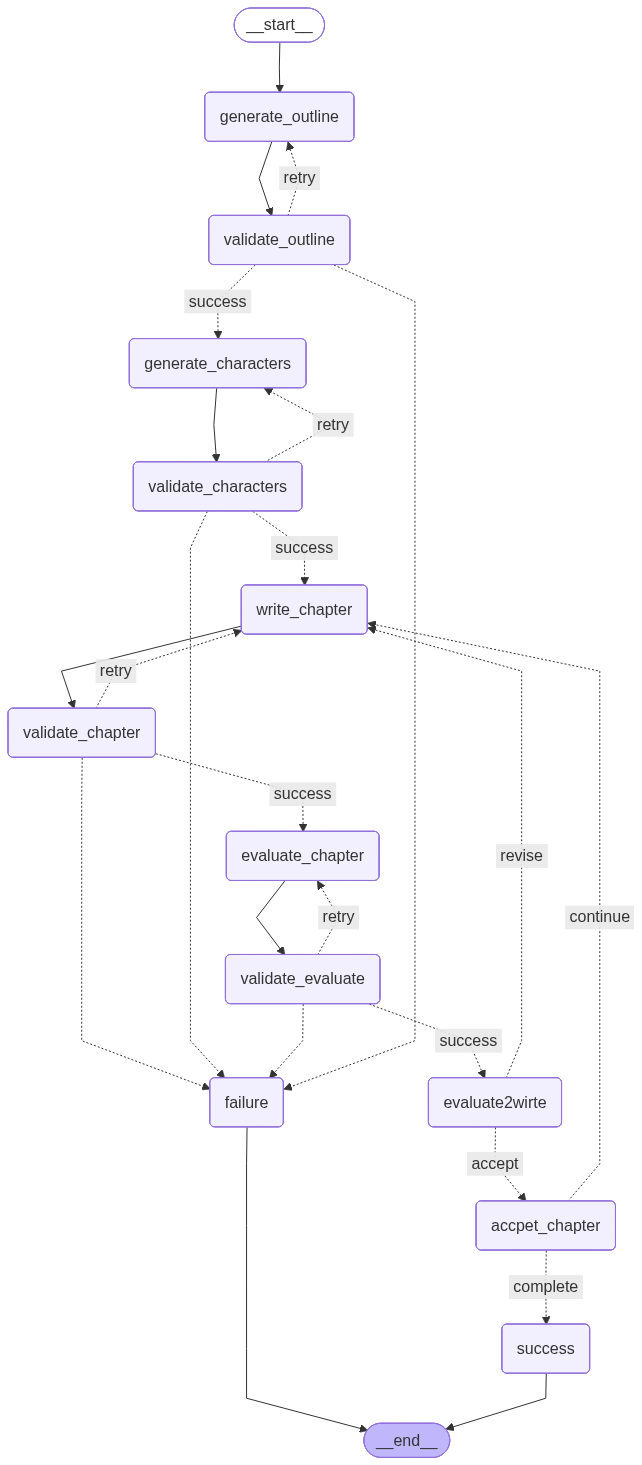 __start__
generate_outline
retry
validate_outline
success
generate_characters
retry
validate_characters
success
write_chapter
retry
validate_chapter
success
evaluate_chapter
revise
retry
continue
validate_evaluate
success
failure
evaluate2wirte
accept
accpet_chapter
complete
success
__end__